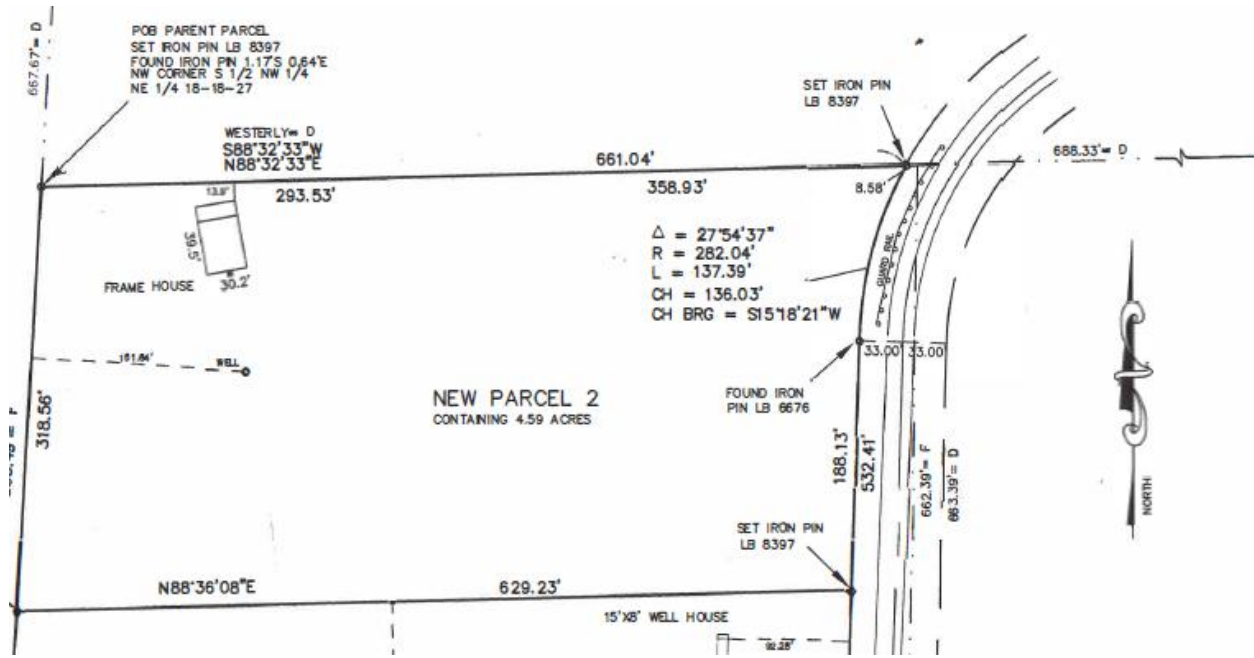 667.67'= D
POB PARENT PARCEL
SET IRON PIN LB 8397
FOUND IRON PIN 1.17'S 0.64'E
NW CORNER S 1/2 NW 1/4
NE 1/4 18-18-27
SET IRON PIN
LB 8397
WESTERLY= D
S88°32'33"W
N88°32'33"E
661.04'
688.33'= D
293.53'
358.93'
8.58'
13.9'
39.5'
30.2'
FRAME HOUSE
Δ = 27°54'37"
R = 282.04'
L = 137.39'
CH = 136.03'
CH BRG = S15°18'21"W
GUARD RAIL
33.00'
33.00'
WELL
318.56'
NEW PARCEL 2
CONTAINING 4.59 ACRES
FOUND IRON
PIN LB 6676
188.13'
532.41'
662.39'= F
663.39'= D
NORTH
SET IRON PIN
LB 8397
N88°36'08"E
629.23'
15'X8' WELL HOUSE
92.28'